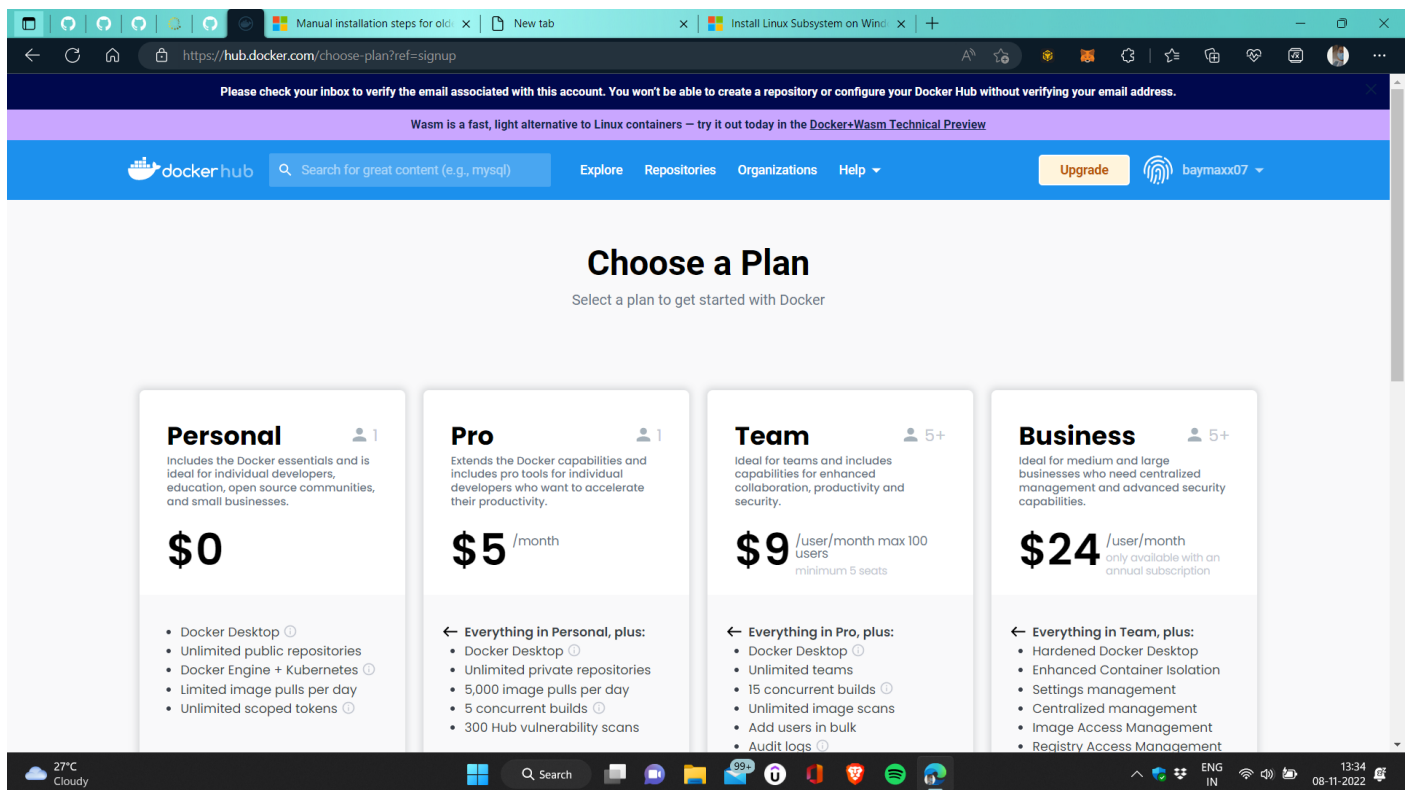 Manual installation steps for old
New tab
Install Linux Subsystem on Wind
https://hub.docker.com/choose-plan?ref=signup
Please check your inbox to verify the email associated with this account. You won't be able to create a repository or configure your Docker Hub without verifying your email address.
Wasm is a fast, light alternative to Linux containers — try it out today in the Docker+Wasm Technical Preview
dockerhub
Search for great content (e.g., mysql)
Explore
Repositories
Organizations
Help
Upgrade
baymaxx07
Choose a Plan
Select a plan to get started with Docker
Personal
1
Includes the Docker essentials and is
ideal for individual developers,
education, open source communities,
and small businesses.
$0
• Docker Desktop
• Unlimited public repositories
• Docker Engine + Kubernetes
• Limited image pulls per day
• Unlimited scoped tokens
Pro
1
Extends the Docker capabilities and
includes pro tools for individual
developers who want to accelerate
their productivity.
$5 /month
← Everything in Personal, plus:
• Docker Desktop
• Unlimited private repositories
• 5,000 image pulls per day
• 5 concurrent builds
• 300 Hub vulnerability scans
Team
5+
Ideal for teams and includes
capabilities for enhanced
collaboration, productivity and
security.
$9 /user/month max 100
users
minimum 5 seats
← Everything in Pro, plus:
• Docker Desktop
• Unlimited teams
• 15 concurrent builds
• Unlimited image scans
• Add users in bulk
• Audit logs
Business
5+
Ideal for medium and large
businesses who need centralized
management and advanced security
capabilities.
$24 /user/month
only available with an
annual subscription
← Everything in Team, plus:
• Hardened Docker Desktop
• Enhanced Container Isolation
• Settings management
• Centralized management
• Image Access Management
• Registry Access Management
27°C
Cloudy
Search
99+
ENG
IN
13:34
08-11-2022